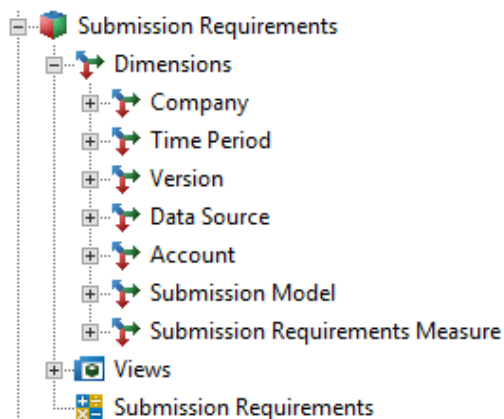 Submission Requirements
Dimensions
Company
Time Period
Version
Data Source
Account
Submission Model
Submission Requirements Measure
Views
Submission Requirements